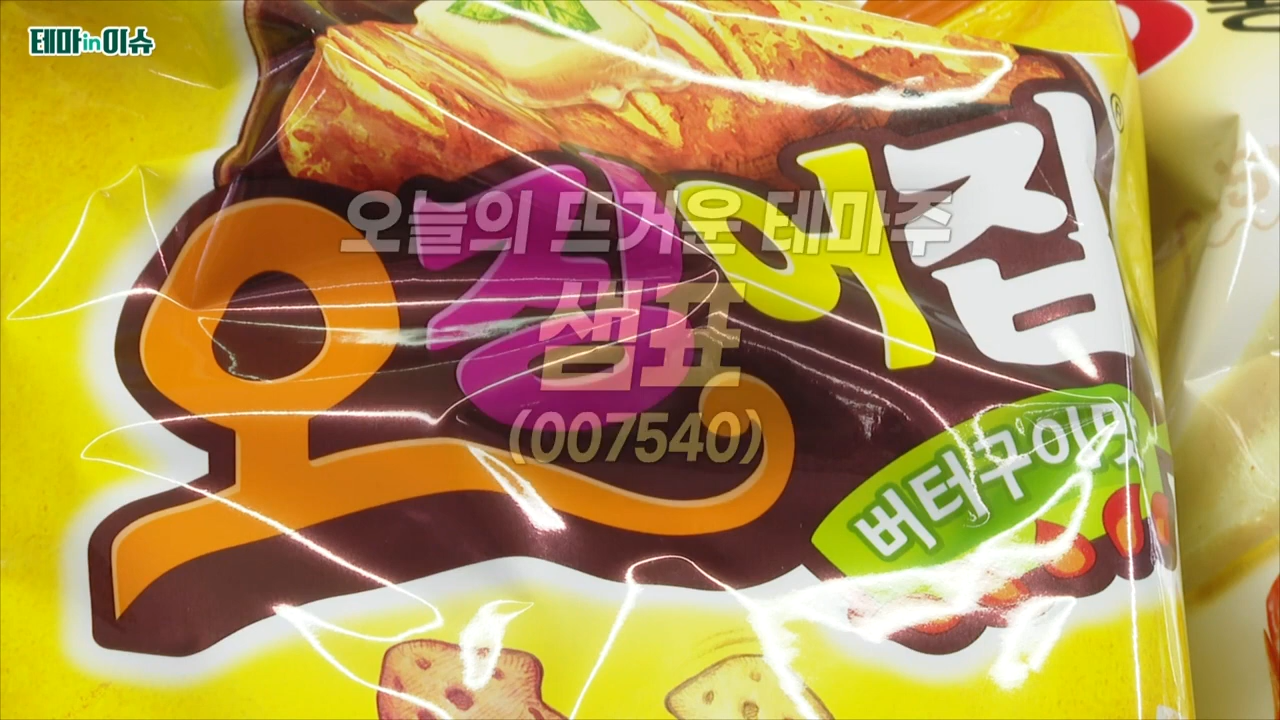 테마in이슈
오늘의 뜨거운 테마주
샘표
(007540)
오징어집
®
버터구이맛